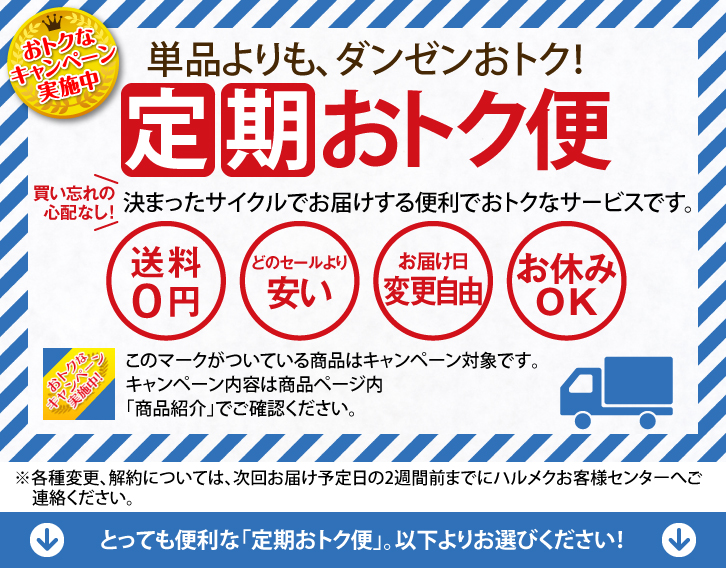 おトクな
キャンペーン
実施中
単品よりも、ダンゼンおトク！
定期おトク便
買い忘れの
心配なし！
決まったサイクルでお届けする便利でおトクなサービスです。
送料
0円
どのセールより
安い
お届け日
変更自由
お休み
OK
おトクな
キャンペーン
実施中！
このマークがついている商品はキャンペーン対象です。
キャンペーン内容は商品ページ内
「商品紹介」でご確認ください。
※各種変更、解約については、次回お届け予定日の2週間前までにハルメクお客様センターへご
連絡ください。
とっても便利な「定期おトク便」。以下よりお選びください！